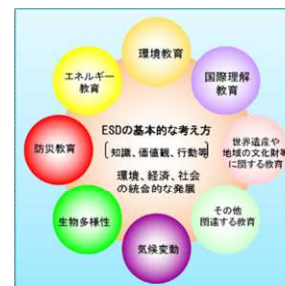 環境教育
エネルギー
教育
国際理解
教育
ESDの基本的な考え方
[知識、価値観、行動等]
環境、経済、社会
の統合的な発展
防災教育
世界遺産や
地域の文化財等
に関する教育
生物多様性
その他
関連する教育
気候変動